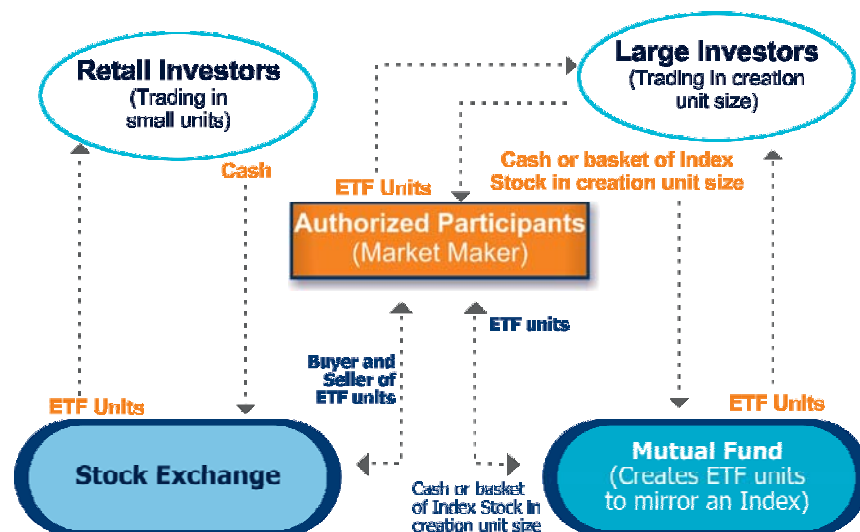 Retail Investors
(Trading in
small units)
Large Investors
(Trading in creation
unit size)
Cash
ETF Units
Cash or basket of Index
Stock in creation unit size
Authorized Participants
(Market Maker)
ETF units
Buyer and
Seller of
ETF units
ETF Units
ETF Units
Stock Exchange
Mutual Fund
(Creates ETF units
to mirror an Index)
Cash or basket
of Index Stock in
creation unit size